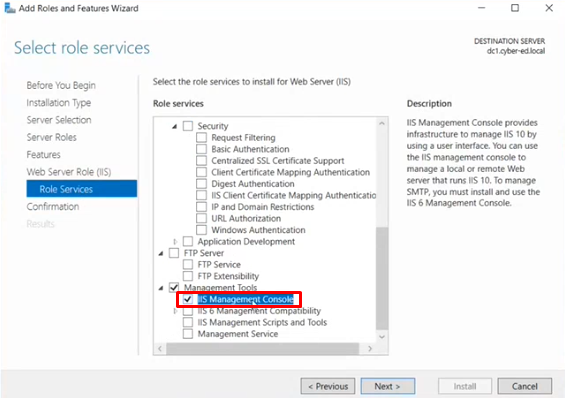 Add Roles and Features Wizard
Select role services
DESTINATION SERVER
dc1.cyber-ed.local
Before You Begin
Installation Type
Server Selection
Server Roles
Features
Web Server Role (IIS)
Role Services
Confirmation
Results
Select the role services to install for Web Server (IIS)
Role services
Security
Request Filtering
Basic Authentication
Centralized SSL Certificate Support
Client Certificate Mapping Authentication
Digest Authentication
IIS Client Certificate Mapping Authenticatio
IP and Domain Restrictions
URL Authorization
Windows Authentication
Application Development
FTP Server
FTP Service
FTP Extensibility
Management Tools
IIS Management Console
IIS 6 Management Compatibility
IIS Management Scripts and Tools
Management Service
Description
IIS Management Console provides
infrastructure to manage IIS 10 by
using a user interface. You can use
the IIS management console to
manage a local or remote Web
server that runs IIS 10. To manage
SMTP, you must install and use the
IIS 6 Management Console.
< Previous
Next >
Install
Cancel